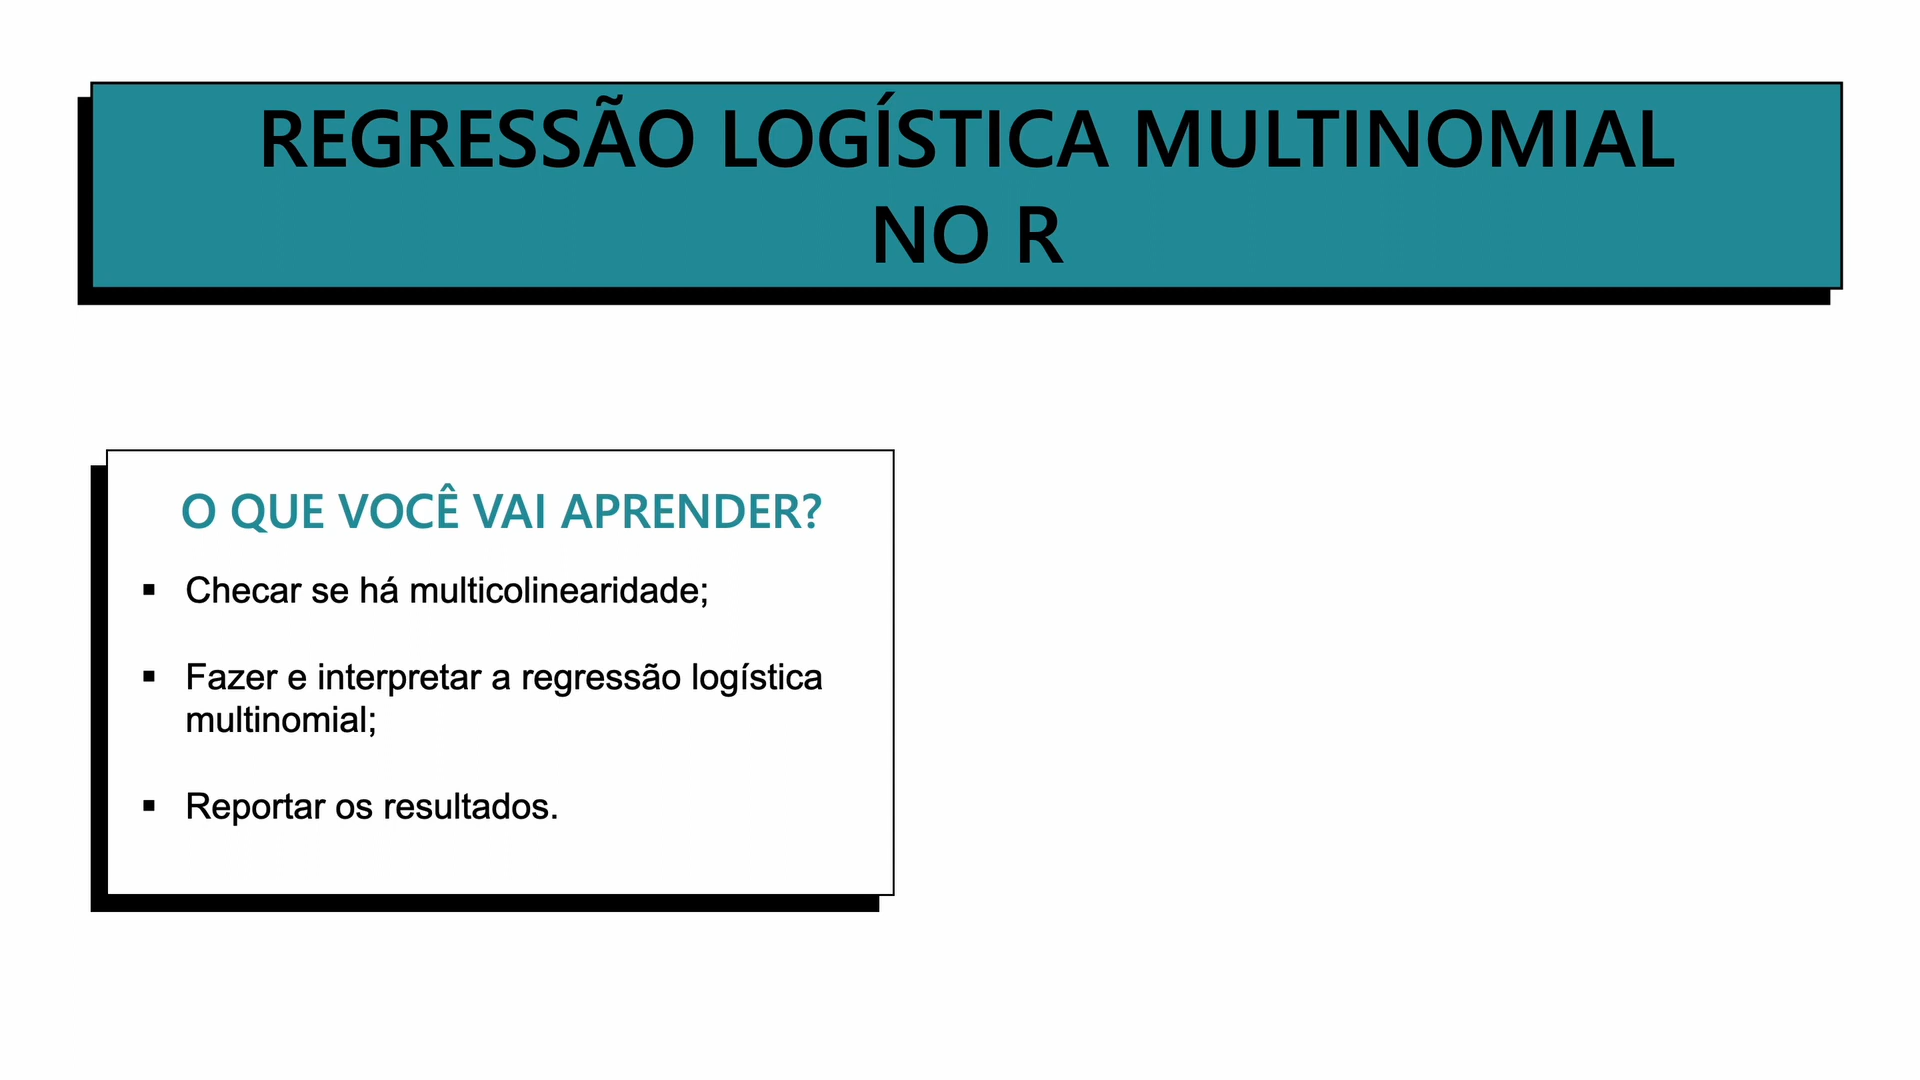 REGRESSÃO LOGÍSTICA MULTINOMIAL
NO R
O QUE VOCÊ VAI APRENDER?
▪ Checar se há multicolinearidade;
▪ Fazer e interpretar a regressão logística
multinomial;
▪ Reportar os resultados.